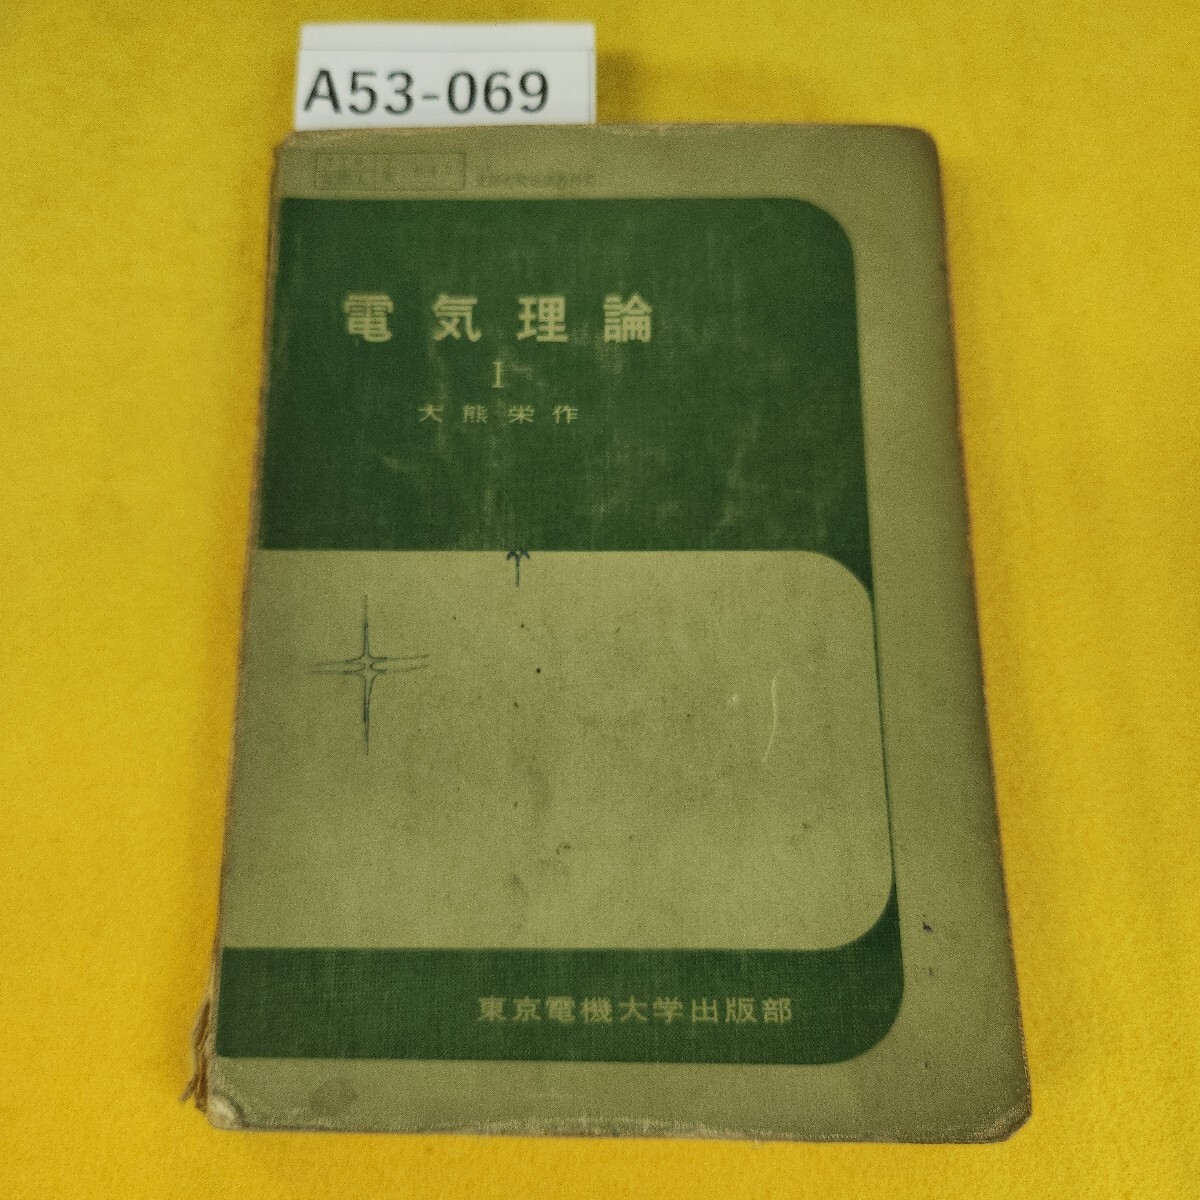 A53-069
電気理論
I
大熊栄作
東京電機大学出版部